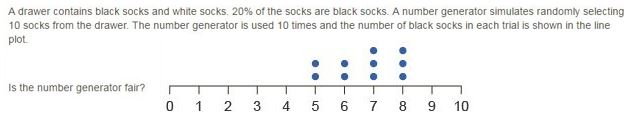 A drawer contains black socks and white socks. 20% of the socks are black socks. A number generator simulates randomly selecting
10 socks from the drawer. The number generator is used 10 times and the number of black socks in each trial is shown in the line
plot.
Is the number generator fair?
0 1 2 3 4 5 6 7 8 9 10